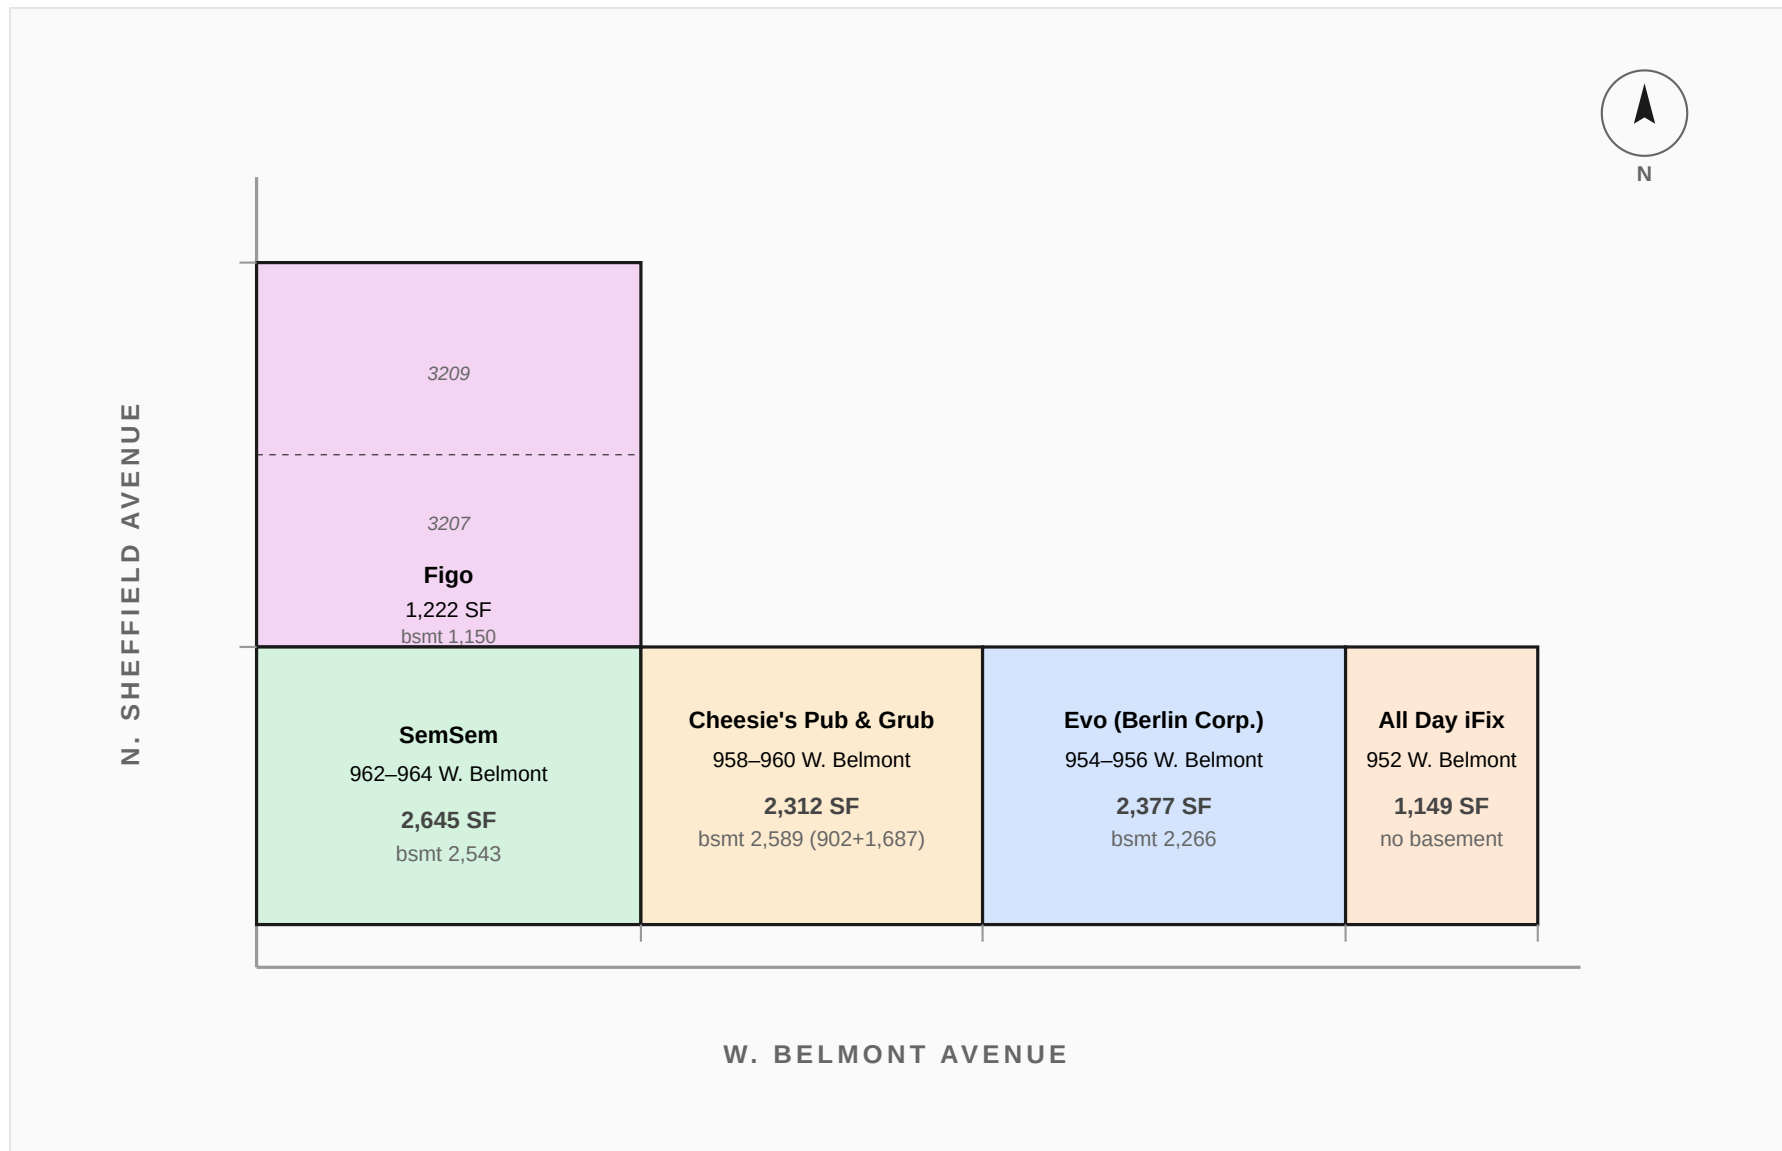 N
3209
3207
Figo
1,222 SF
bsmt 1,150
N. SHEFFIELD AVENUE
SemSem
962–964 W. Belmont
2,645 SF
bsmt 2,543
Cheesie's Pub & Grub
958–960 W. Belmont
2,312 SF
bsmt 2,589 (902+1,687)
Evo (Berlin Corp.)
954–956 W. Belmont
2,377 SF
bsmt 2,266
All Day iFix
952 W. Belmont
1,149 SF
no basement
W. BELMONT AVENUE